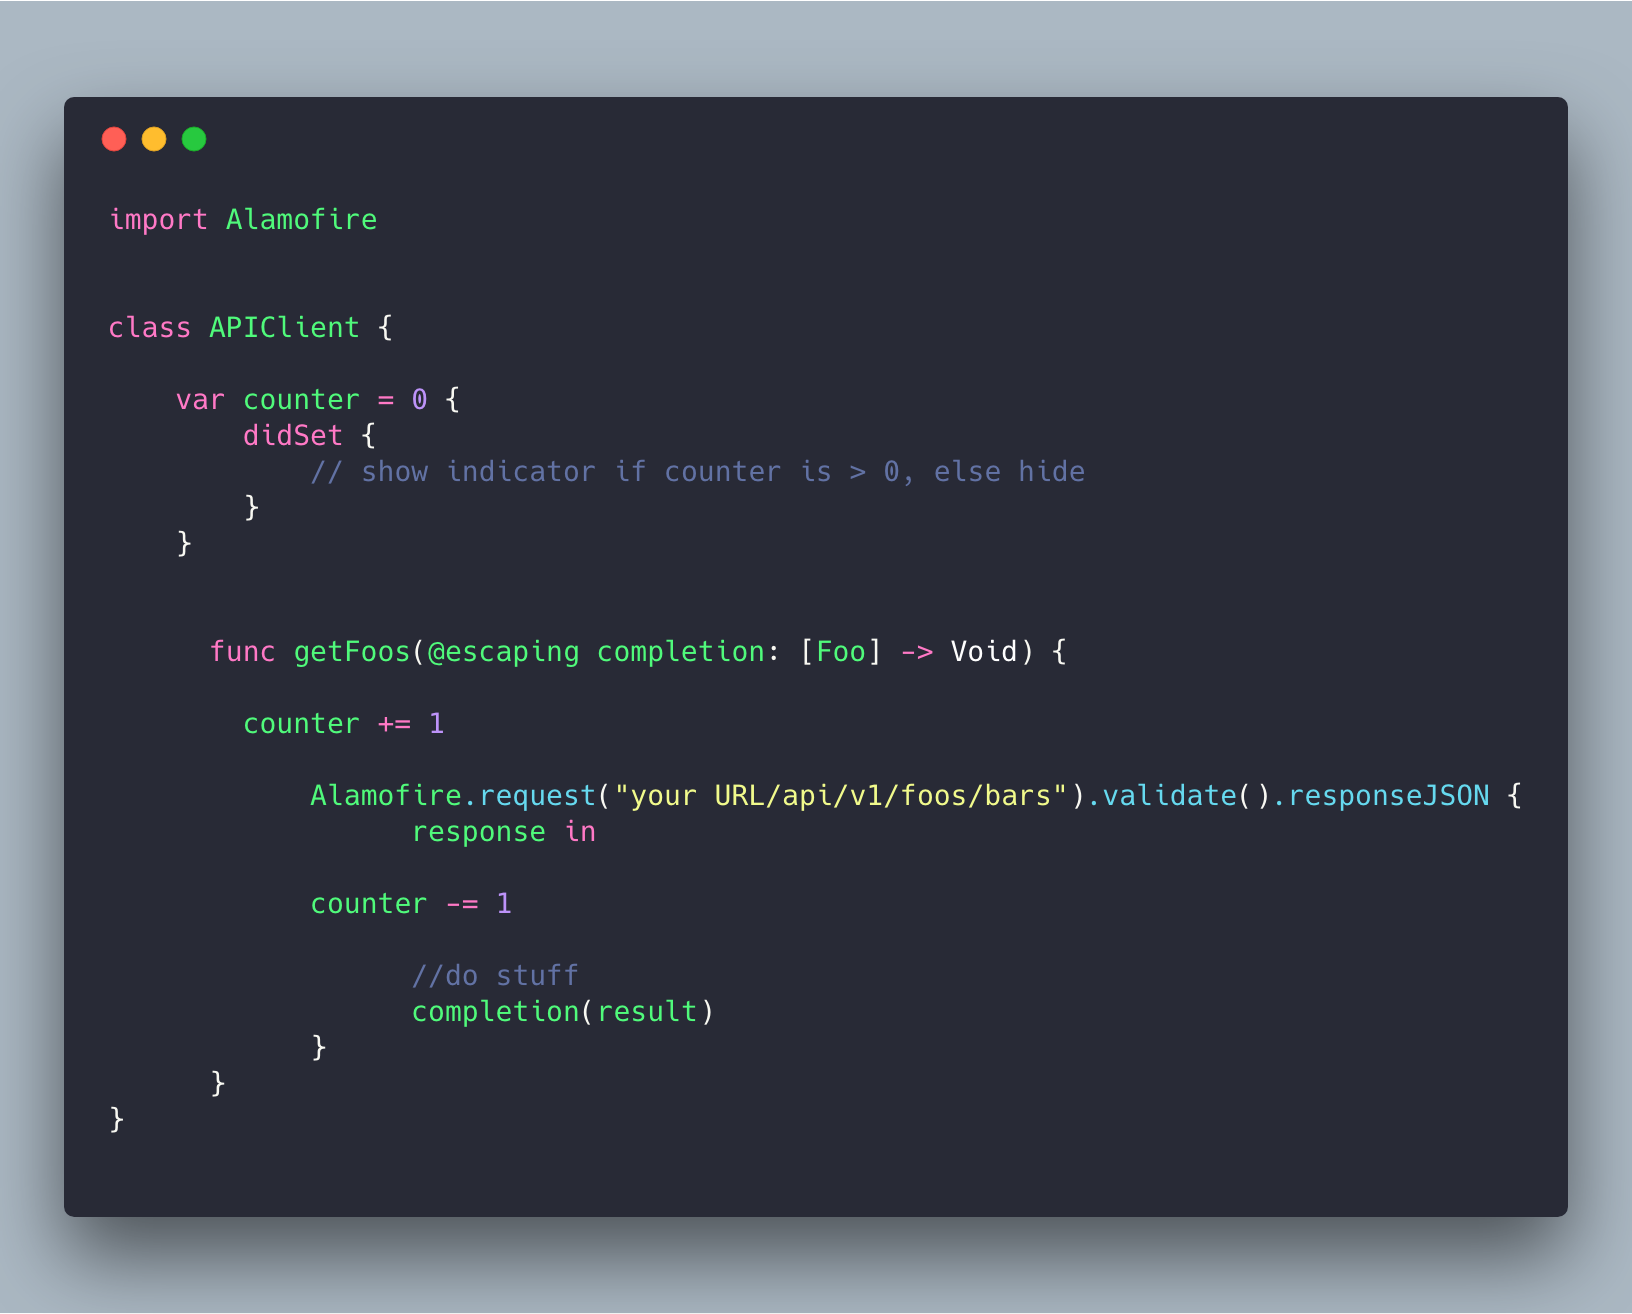 import Alamofire
class APIClient {
var counter = 0 {
didSet {
// show indicator if counter is > 0, else hide
}
}
func getFoos(@escaping completion: [Foo] -> Void) {
counter += 1
Alamofire.request("your URL/api/v1/foos/bars").validate().responseJSON {
response in
counter -= 1
//do stuff
completion(result)
}
}
}